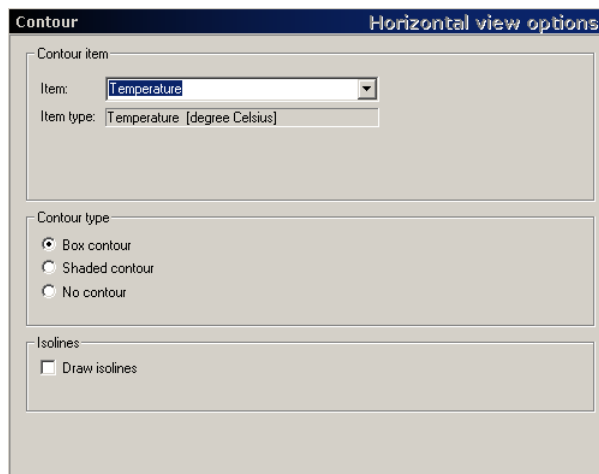 Contour Horizontal view options
Contour item
Item: Temperature
Item type: Temperature [degree Celsius]
Contour type
Box contour
Shaded contour
No contour
Isolines
Draw isolines